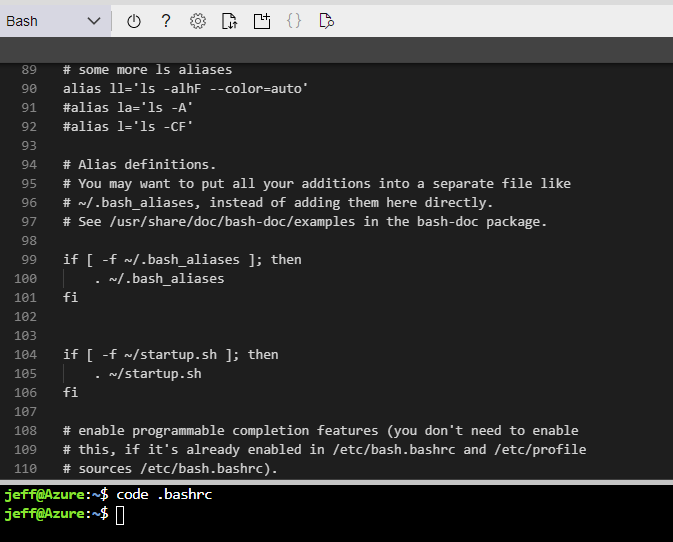 Bash
?
{}
89 # some more ls aliases
90 alias ll='ls -alhF --color=auto'
91 #alias la='ls -A'
92 #alias l='ls -CF'
93
94 # Alias definitions.
95 # You may want to put all your additions into a separate file like
96 # ~/.bash_aliases, instead of adding them here directly.
97 # See /usr/share/doc/bash-doc/examples in the bash-doc package.
98
99 if [ -f ~/.bash_aliases ]; then
100     . ~/.bash_aliases
101 fi
102
103
104 if [ -f ~/startup.sh ]; then
105     . ~/startup.sh
106 fi
107
108 # enable programmable completion features (you don't need to enable
109 # this, if it's already enabled in /etc/bash.bashrc and /etc/profile
110 # sources /etc/bash.bashrc).
jeff@Azure:~$ code .bashrc
jeff@Azure:~$